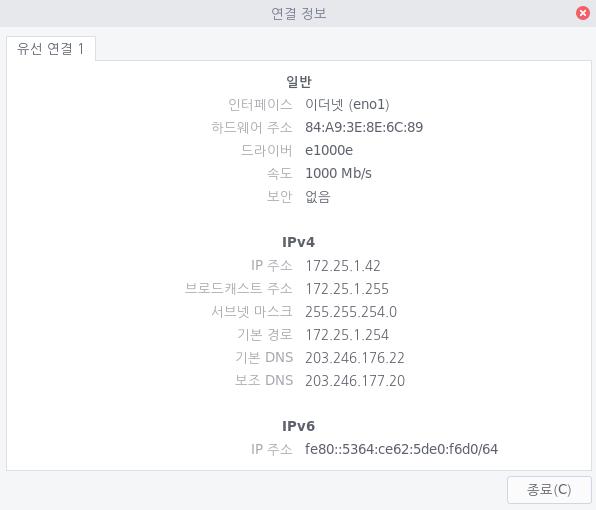 연결 정보
유선 연결 1
일반
인터페이스 이더넷 (eno1)
하드웨어 주소 84:A9:3E:8E:6C:89
드라이버 e1000e
속도 1000 Mb/s
보안 없음
IPv4
IP 주소 172.25.1.42
브로드캐스트 주소 172.25.1.255
서브넷 마스크 255.255.254.0
기본 경로 172.25.1.254
기본 DNS 203.246.176.22
보조 DNS 203.246.177.20
IPv6
IP 주소 fe80::5364:ce62:5de0:f6d0/64
종료(C)